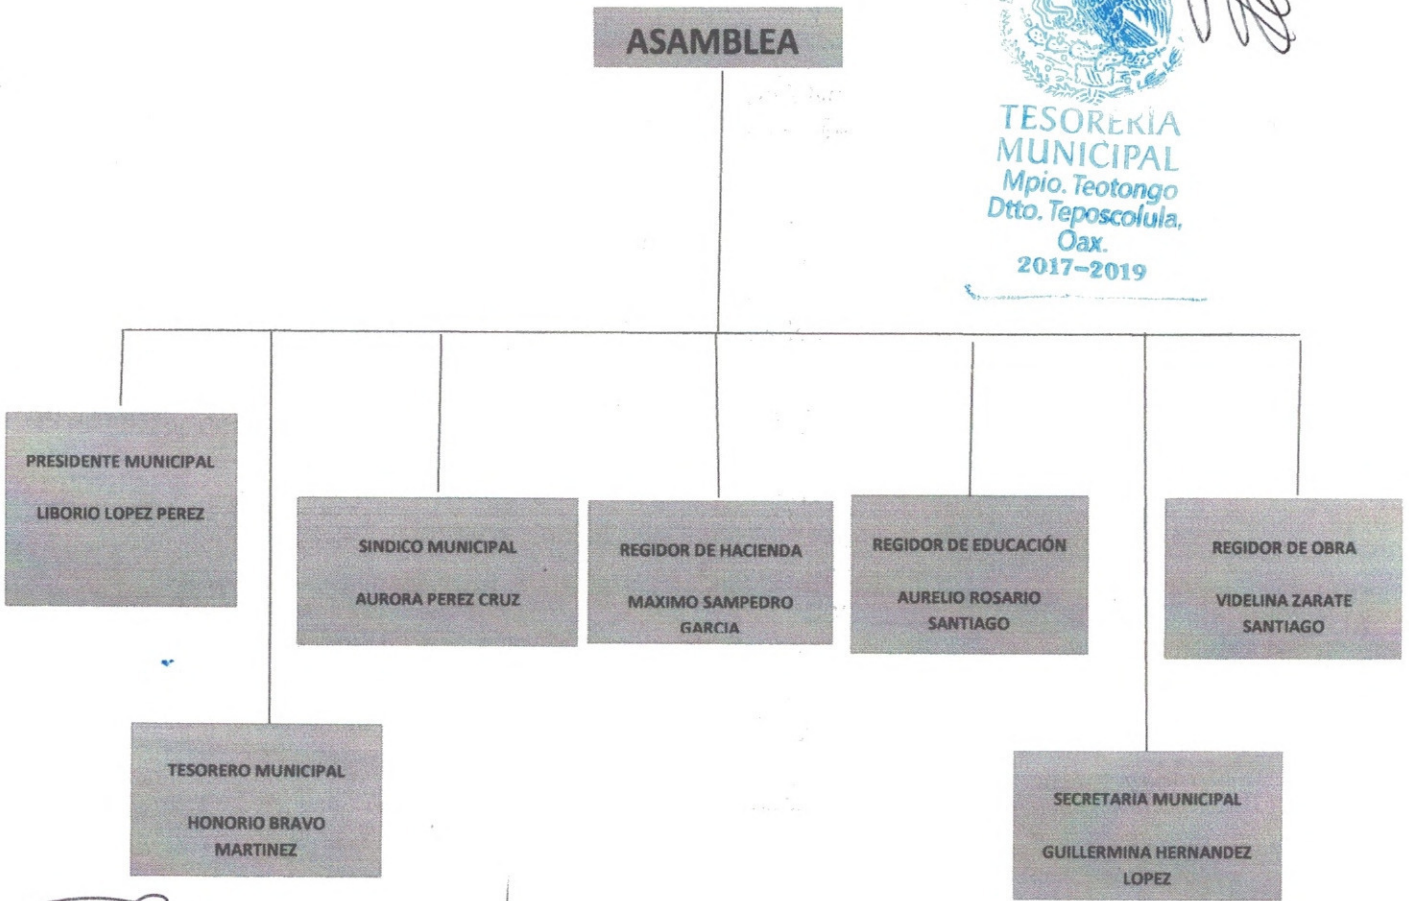 ASAMBLEA
TESORERÍA
MUNICIPAL
Mpio. Teotongo
Dtto. Teposcolula,
Oax.
2017-2019
PRESIDENTE MUNICIPAL
LIBORIO LOPEZ PEREZ
SINDICO MUNICIPAL
AURORA PEREZ CRUZ
REGIDOR DE HACIENDA
MAXIMO SAMPEDRO
GARCIA
REGIDOR DE EDUCACIÓN
AURELIO ROSARIO
SANTIAGO
REGIDOR DE OBRA
VIDELINA ZARATE
SANTIAGO
TESORERO MUNICIPAL
HONORIO BRAVO
MARTINEZ
SECRETARIA MUNICIPAL
GUILLERMINA HERNANDEZ
LOPEZ